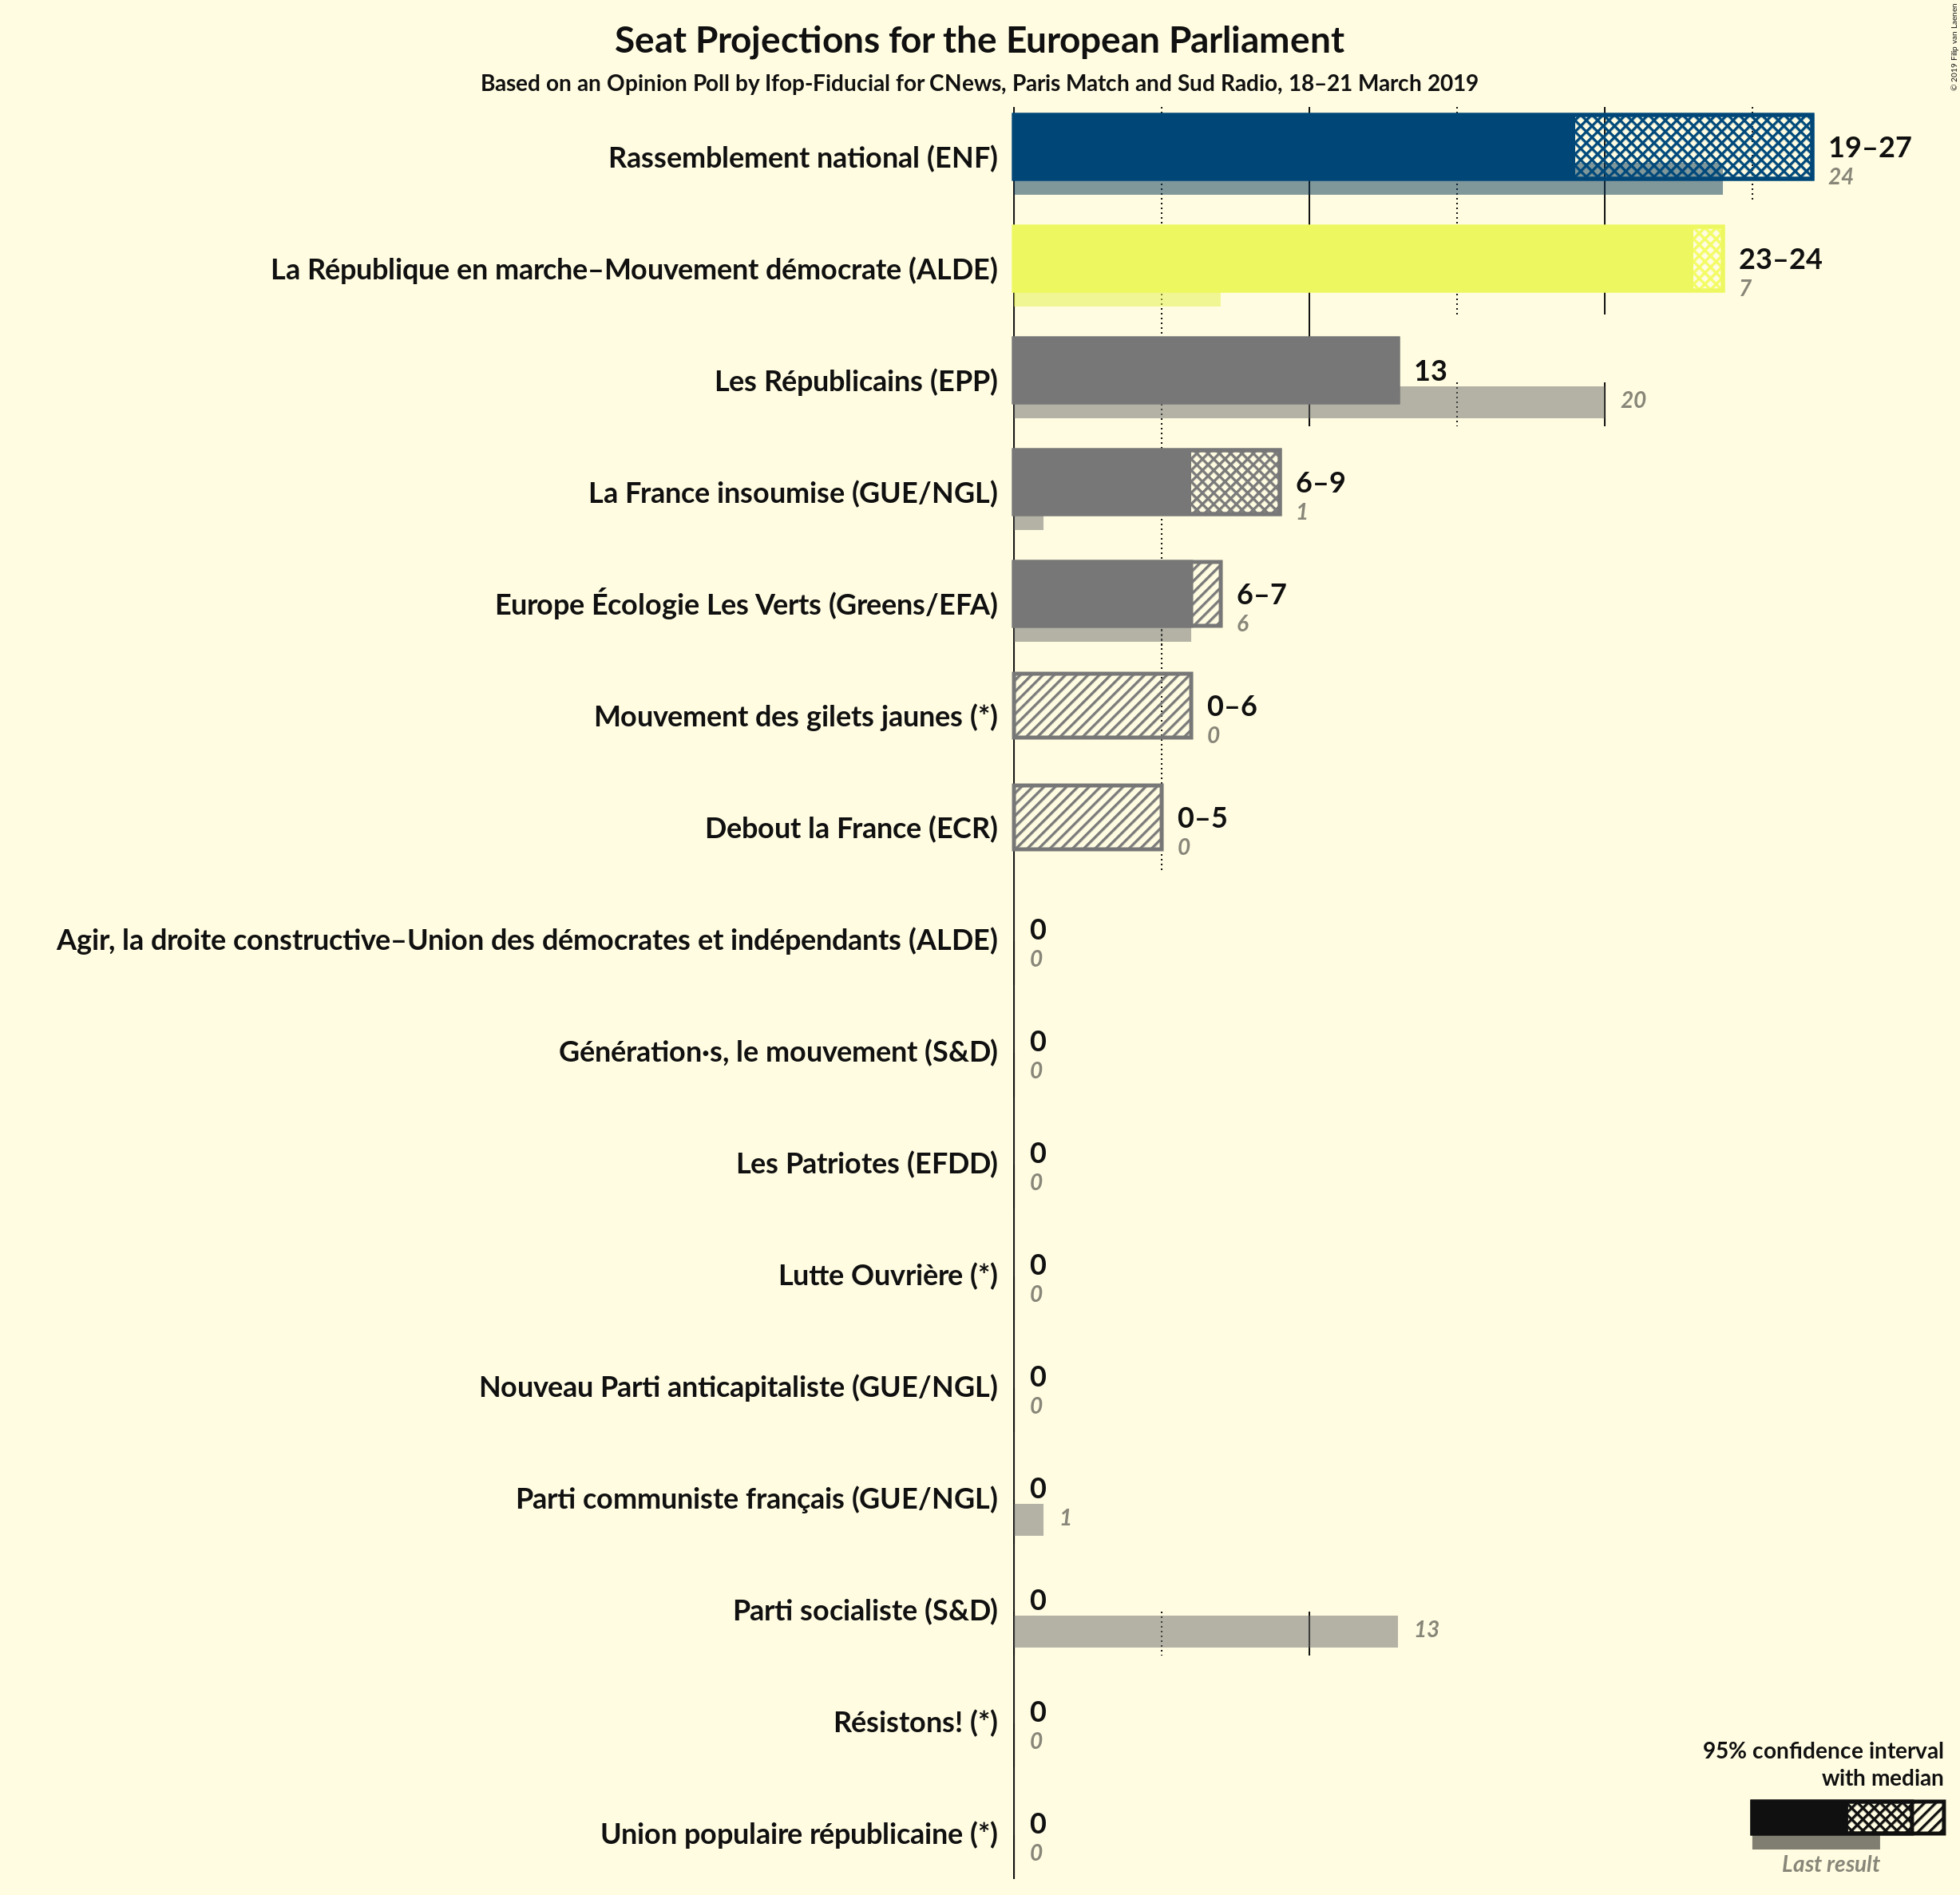 Seat Projections for the European Parliament
Based on an Opinion Poll by Ifop-Fiducial for CNews, Paris Match and Sud Radio, 18–21 March 2019
© 2019 Filip van Laenen
Rassemblement national (ENF)
19–27
24
La République en marche–Mouvement démocrate (ALDE)
23–24
7
Les Républicains (EPP)
13
20
La France insoumise (GUE/NGL)
6–9
1
Europe Écologie Les Verts (Greens/EFA)
6–7
6
Mouvement des gilets jaunes (*)
0–6
0
Debout la France (ECR)
0–5
0
Agir, la droite constructive–Union des démocrates et indépendants (ALDE)
0
0
Génération·s, le mouvement (S&D)
0
0
Les Patriotes (EFDD)
0
0
Lutte Ouvrière (*)
0
0
Nouveau Parti anticapitaliste (GUE/NGL)
0
0
Parti communiste français (GUE/NGL)
0
1
Parti socialiste (S&D)
0
13
Résistons! (*)
0
0
Union populaire républicaine (*)
0
0
95% confidence interval
with median
Last result